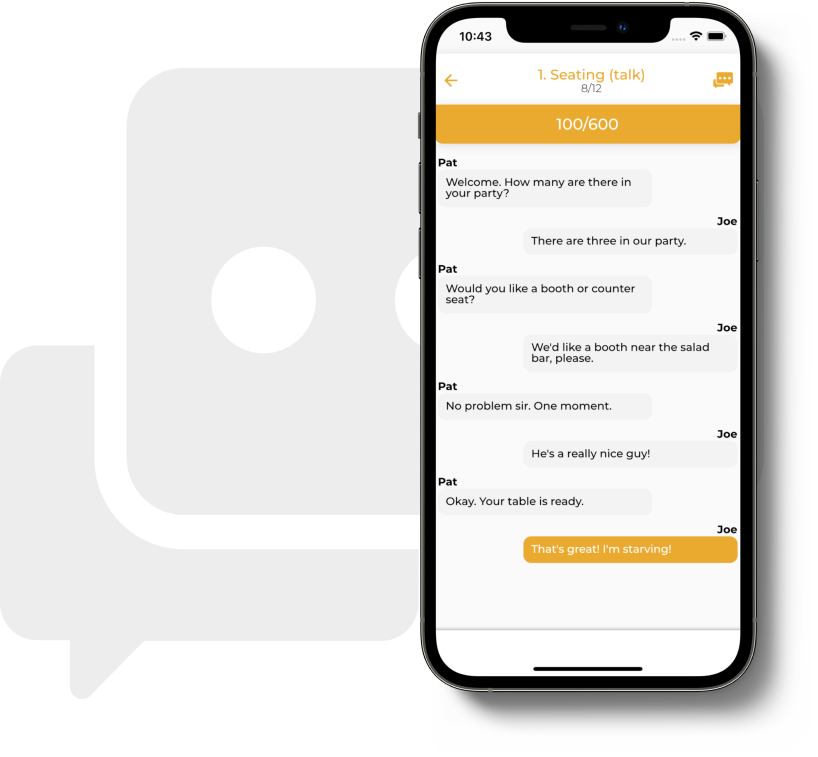 10:43
1. Seating (talk)
8/12
100/600
Pat
Welcome. How many are there in
your party?
Joe
There are three in our party.
Pat
Would you like a booth or counter
seat?
Joe
We'd like a booth near the salad
bar, please.
Pat
No problem sir. One moment.
Joe
He's a really nice guy!
Pat
Okay. Your table is ready.
Joe
That's great! I'm starving!